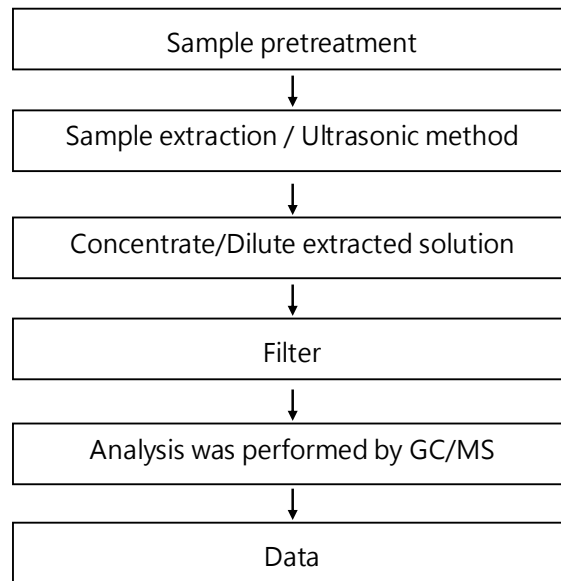 Sample pretreatment
Sample extraction / Ultrasonic method
Concentrate/Dilute extracted solution
Filter
Analysis was performed by GC/MS
Data